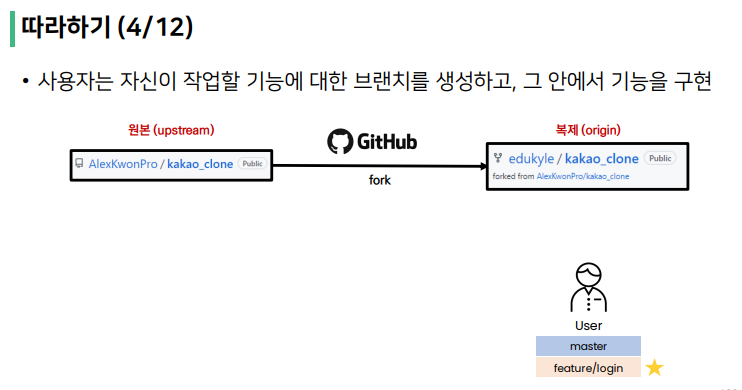 따라하기 (4/12)
• 사용자는 자신이 작업할 기능에 대한 브랜치를 생성하고, 그 안에서 기능을 구현
원본 (upstream)
GitHub
복제 (origin)
AlexKwonPro / kakao_clone Public
edukyle / kakao_clone Public
forked from AlexKwonPro/kakao_clone
fork
User
master
feature/login